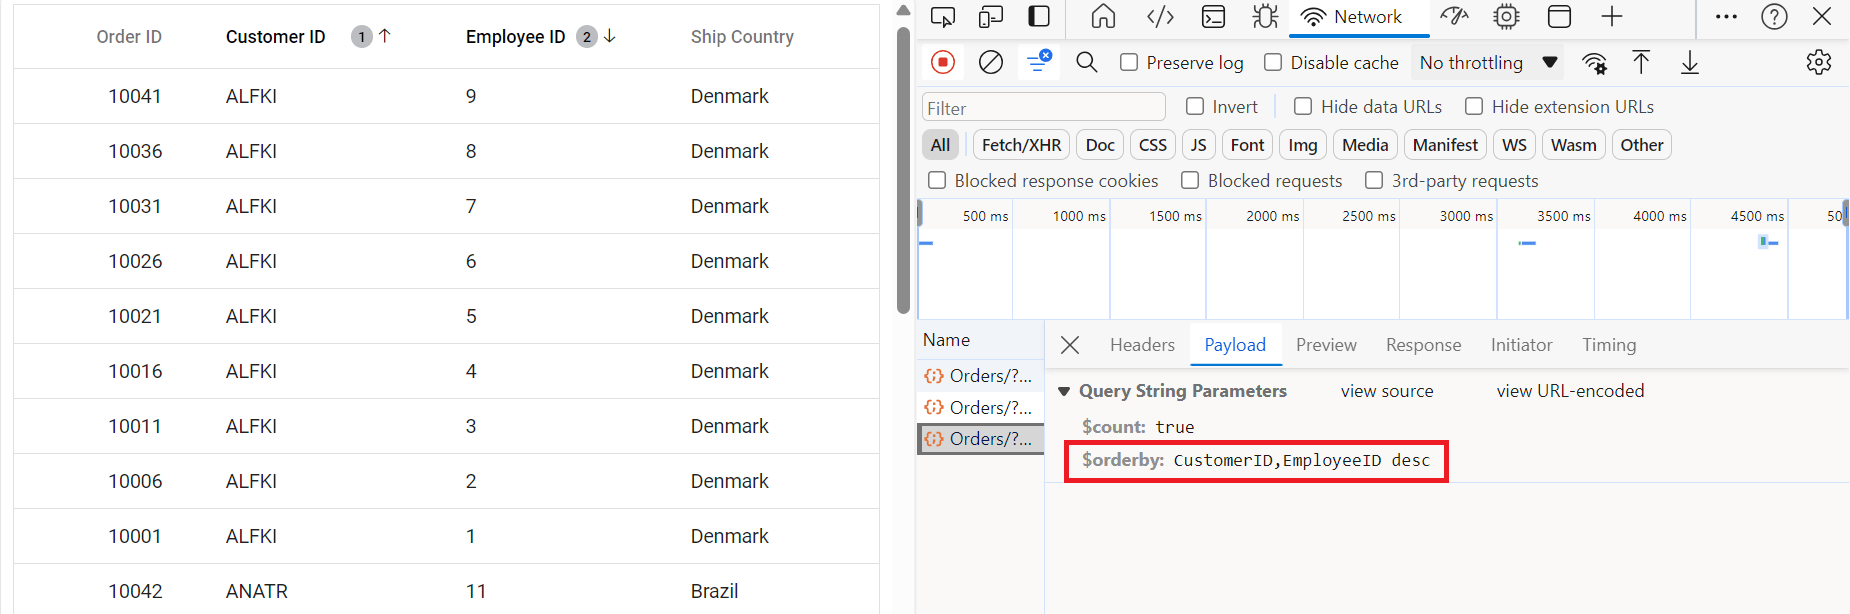 Order ID Customer ID 1 Employee ID 2 Ship Country
10041 ALFKI 9 Denmark
10036 ALFKI 8 Denmark
10031 ALFKI 7 Denmark
10026 ALFKI 6 Denmark
10021 ALFKI 5 Denmark
10016 ALFKI 4 Denmark
10011 ALFKI 3 Denmark
10006 ALFKI 2 Denmark
10001 ALFKI 1 Denmark
10042 ANATR 11 Brazil
Network
Preserve log Disable cache No throttling
Filter Invert Hide data URLs Hide extension URLs
All Fetch/XHR Doc CSS JS Font Img Media Manifest WS Wasm Other
Blocked response cookies Blocked requests 3rd-party requests
500 ms 1000 ms 1500 ms 2000 ms 2500 ms 3000 ms 3500 ms 4000 ms 4500 ms 50
Name
Orders/?...
Orders/?...
Orders/?...
Headers Payload Preview Response Initiator Timing
Query String Parameters view source view URL-encoded
$count: true
$orderby: CustomerID,EmployeeID desc